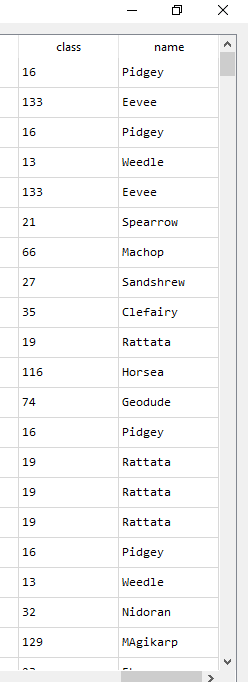 class name
16 Pidgey
133 Eevee
16 Pidgey
13 Weedle
133 Eevee
21 Spearrow
66 Machop
27 Sandshrew
35 Clefairy
19 Rattata
116 Horsea
74 Geodude
16 Pidgey
19 Rattata
19 Rattata
19 Rattata
16 Pidgey
13 Weedle
32 Nidoran
129 MAgikarp